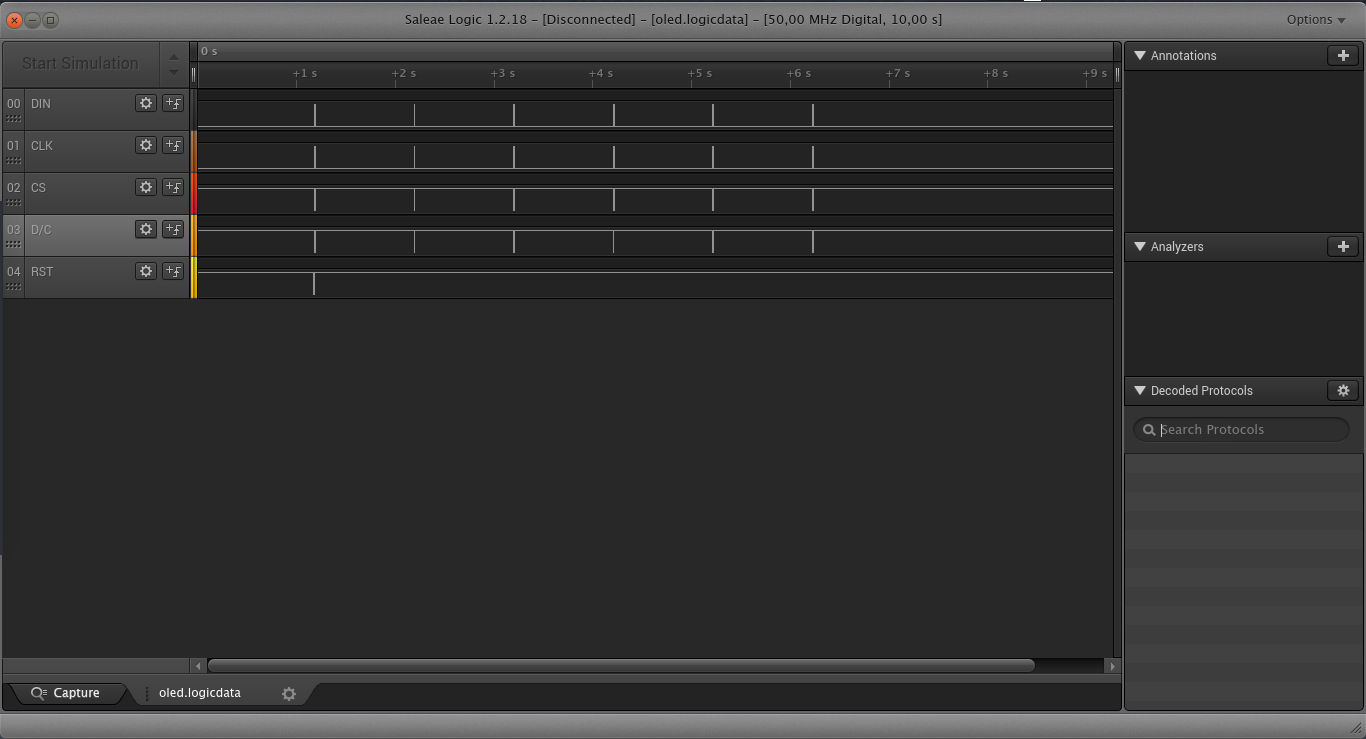 Saleae Logic 1.2.18 – [Disconnected] – [oled.logicdata] – [50,00 MHz Digital, 10,00 s]
Options
Start Simulation
0 s
+1 s +2 s +3 s +4 s +5 s +6 s +7 s +8 s +9 s
00 DIN
01 CLK
02 CS
03 D/C
04 RST
Annotations
Analyzers
Decoded Protocols
Search Protocols
Capture
oled.logicdata